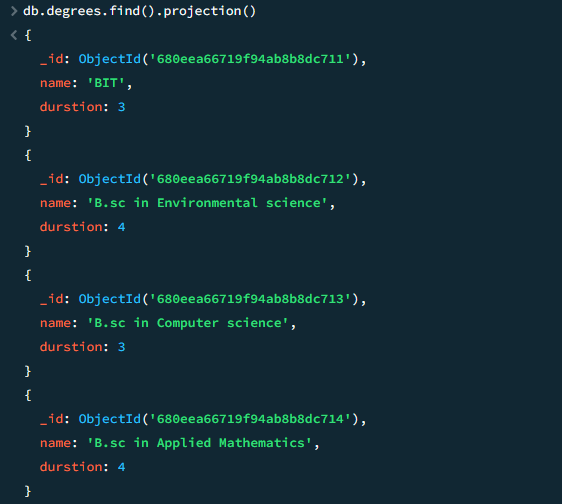 > db.degrees.find().projection()
< {
_id: ObjectId('680eea66719f94ab8b8dc711'),
name: 'BIT',
durstion: 3
}
{
_id: ObjectId('680eea66719f94ab8b8dc712'),
name: 'B.sc in Environmental science',
durstion: 4
}
{
_id: ObjectId('680eea66719f94ab8b8dc713'),
name: 'B.sc in Computer science',
durstion: 3
}
{
_id: ObjectId('680eea66719f94ab8b8dc714'),
name: 'B.sc in Applied Mathematics',
durstion: 4
}